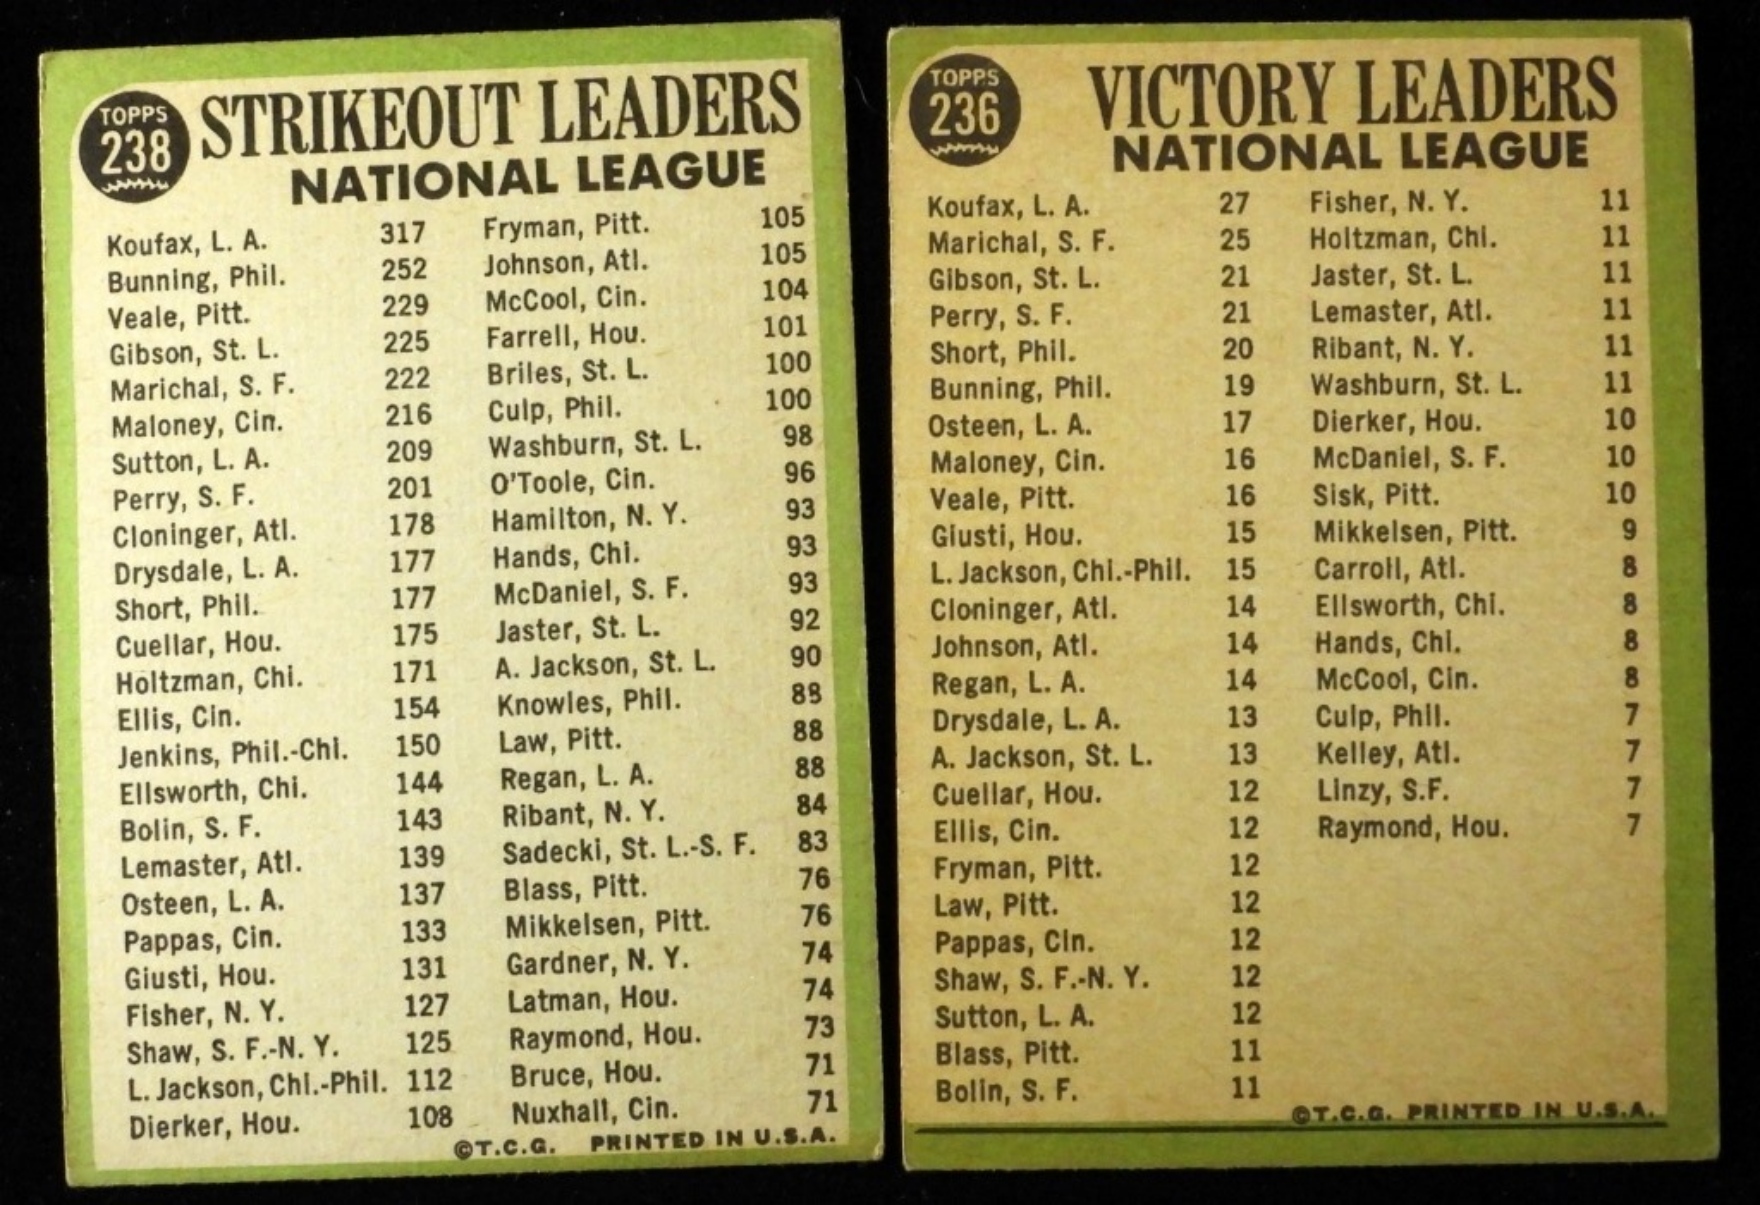 TOPPS
238
STRIKEOUT LEADERS
NATIONAL LEAGUE
Koufax, L. A. 317
Bunning, Phil. 252
Veale, Pitt. 229
Gibson, St. L. 225
Marichal, S. F. 222
Maloney, Cin. 216
Sutton, L. A. 209
Perry, S. F. 201
Cloninger, Atl. 178
Drysdale, L. A. 177
Short, Phil. 177
Cuellar, Hou. 175
Holtzman, Chi. 171
Ellis, Cin. 154
Jenkins, Phil.-Chi. 150
Ellsworth, Chi. 144
Bolin, S. F. 143
Lemaster, Atl. 139
Osteen, L. A. 137
Pappas, Cin. 133
Giusti, Hou. 131
Fisher, N. Y. 127
Shaw, S. F.-N. Y. 125
L. Jackson, Chi.-Phil. 112
Dierker, Hou. 108
Fryman, Pitt. 105
Johnson, Atl. 105
McCool, Cin. 104
Farrell, Hou. 101
Briles, St. L. 100
Culp, Phil. 100
Washburn, St. L. 98
O'Toole, Cin. 96
Hamilton, N. Y. 93
Hands, Chi. 93
McDaniel, S. F. 93
Jaster, St. L. 92
A. Jackson, St. L. 90
Knowles, Phil.
Law, Pitt. 88
Regan, L. A. 88
Ribant, N. Y. 84
Sadecki, St. L.-S. F. 83
Blass, Pitt. 76
Mikkelsen, Pitt. 76
Gardner, N. Y. 74
Latman, Hou. 74
Raymond, Hou. 73
Bruce, Hou. 71
Nuxhall, Cin. 71
©T.C.G. PRINTED IN U.S.A.
TOPPS
236
VICTORY LEADERS
NATIONAL LEAGUE
Koufax, L. A. 27
Marichal, S. F. 25
Gibson, St. L. 21
Perry, S. F. 21
Short, Phil. 20
Bunning, Phil. 19
Osteen, L. A. 17
Maloney, Cin. 16
Veale, Pitt. 16
Giusti, Hou. 15
L. Jackson, Chi.-Phil. 15
Cloninger, Atl. 14
Johnson, Atl. 14
Regan, L. A. 14
Drysdale, L. A. 13
A. Jackson, St. L. 13
Cuellar, Hou. 12
Ellis, Cin. 12
Fryman, Pitt. 12
Law, Pitt. 12
Pappas, Cin. 12
Shaw, S. F.-N. Y. 12
Sutton, L. A. 12
Blass, Pitt. 11
Bolin, S. F. 11
Fisher, N. Y. 11
Holtzman, Chi. 11
Jaster, St. L. 11
Lemaster, Atl. 11
Ribant, N. Y. 11
Washburn, St. L. 11
Dierker, Hou. 10
McDaniel, S. F. 10
Sisk, Pitt. 10
Mikkelsen, Pitt. 9
Carroll, Atl. 8
Ellsworth, Chi. 8
Hands, Chi. 8
McCool, Cin. 8
Culp, Phil. 7
Kelley, Atl. 7
Linzy, S.F. 7
Raymond, Hou. 7
©T.C.G. PRINTED IN U.S.A.